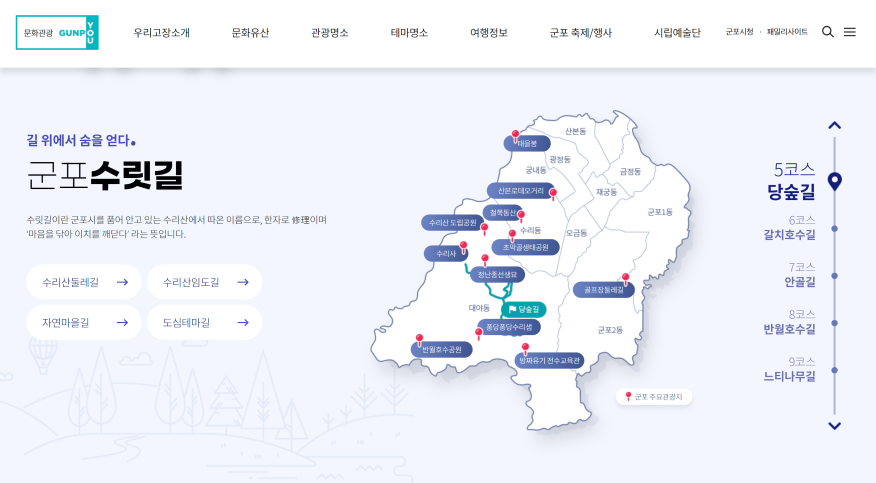 문화관광 GUNP YOU
우리고장소개
문화유산
관광명소
테마명소
여행정보
군포 축제/행사
시립예술단
군포시청 · 패밀리사이트
길 위에서 숨을 얻다.
군포수릿길
수릿길이란 군포시를 품어 안고 있는 수리산에서 따온 이름으로, 한자로 修理이며
'마음을 닦아 이치를 깨닫다' 라는 뜻입니다.
수리산둘레길 →
수리산임도길 →
자연마을길 →
도심테마길 →
산본동
태을봉
광정동
궁내동
금정동
산본로데오거리
재궁동
철쭉동산
군포1동
수리산 도립공원
수리동
오금동
초막골생태공원
수리사
정난종선생묘
골프장둘레길
대야동
당숲길
퐁당퐁당수리샘
군포2동
반월호수공원
방짜유기 전수교육관
군포 주요관광지
5코스
당숲길
6코스
갈치호수길
7코스
안골길
8코스
반월호수길
9코스
느티나무길